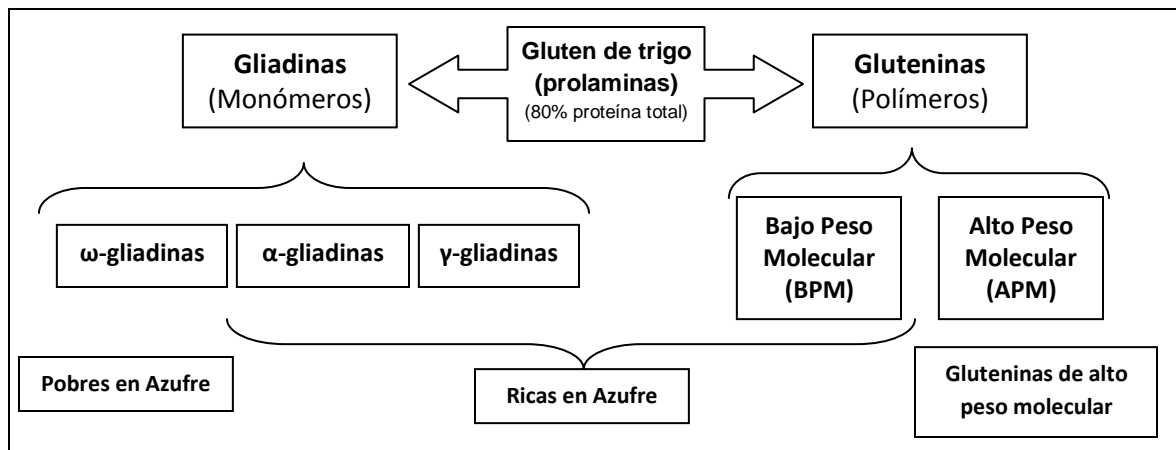 Gluten de trigo
(prolaminas)
(80% proteína total)
Gliadinas
(Monómeros)
Gluteninas
(Polímeros)
ω-gliadinas
α-gliadinas
γ-gliadinas
Bajo Peso
Molecular
(BPM)
Alto Peso
Molecular
(APM)
Pobres en Azufre
Ricas en Azufre
Gluteninas de alto
peso molecular